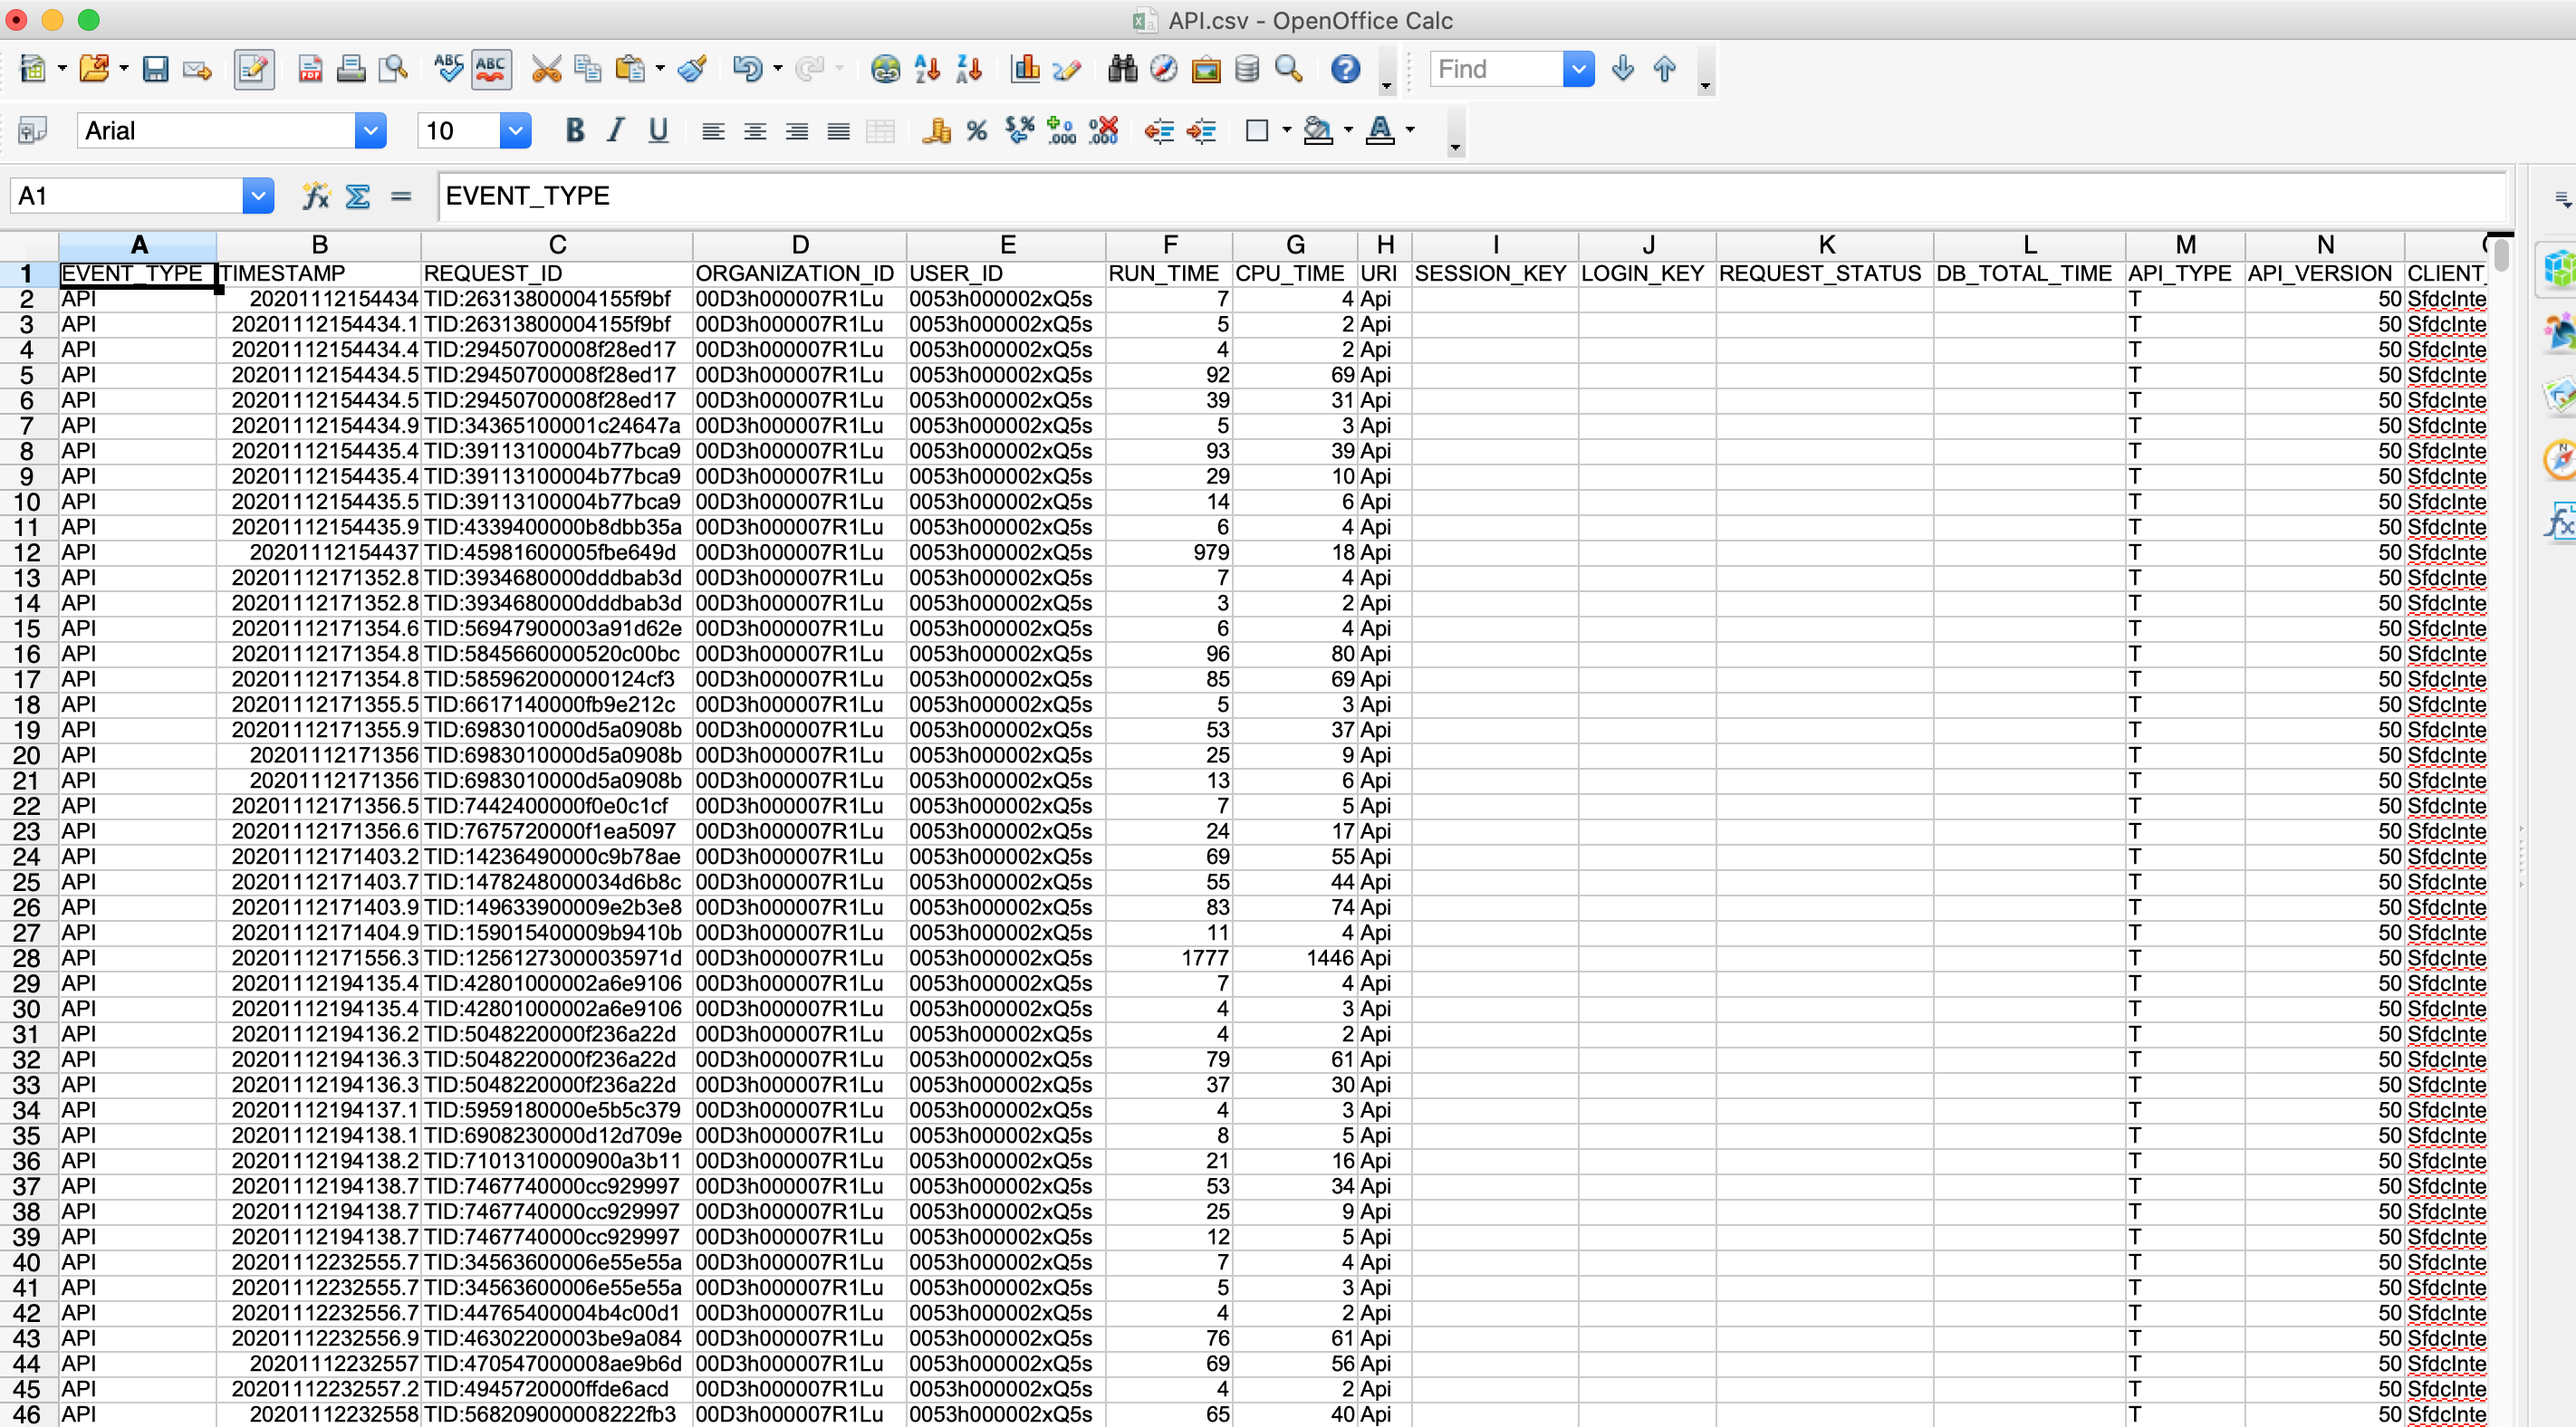 API.csv - OpenOffice Calc
Find
Arial 10
A1 EVENT_TYPE
A B C D E F G H I J K L M N
1 EVENT_TYPE TIMESTAMP REQUEST_ID ORGANIZATION_ID USER_ID RUN_TIME CPU_TIME URI SESSION_KEY LOGIN_KEY REQUEST_STATUS DB_TOTAL_TIME API_TYPE API_VERSION CLIENT_
2 API 20201112154434 TID:26313800004155f9bf 00D3h000007R1Lu 0053h000002xQ5s 7 4 Api T 50 SfdcInte
3 API 20201112154434.1 TID:26313800004155f9bf 00D3h000007R1Lu 0053h000002xQ5s 5 2 Api T 50 SfdcInte
4 API 20201112154434.4 TID:29450700008f28ed17 00D3h000007R1Lu 0053h000002xQ5s 4 2 Api T 50 SfdcInte
5 API 20201112154434.5 TID:29450700008f28ed17 00D3h000007R1Lu 0053h000002xQ5s 92 69 Api T 50 SfdcInte
6 API 20201112154434.5 TID:29450700008f28ed17 00D3h000007R1Lu 0053h000002xQ5s 39 31 Api T 50 SfdcInte
7 API 20201112154434.9 TID:34365100001c24647a 00D3h000007R1Lu 0053h000002xQ5s 5 3 Api T 50 SfdcInte
8 API 20201112154435.4 TID:39113100004b77bca9 00D3h000007R1Lu 0053h000002xQ5s 93 39 Api T 50 SfdcInte
9 API 20201112154435.4 TID:39113100004b77bca9 00D3h000007R1Lu 0053h000002xQ5s 29 10 Api T 50 SfdcInte
10 API 20201112154435.5 TID:39113100004b77bca9 00D3h000007R1Lu 0053h000002xQ5s 14 6 Api T 50 SfdcInte
11 API 20201112154435.9 TID:4339400000b8dbb35a 00D3h000007R1Lu 0053h000002xQ5s 6 4 Api T 50 SfdcInte
12 API 20201112154437 TID:45981600005fbe649d 00D3h000007R1Lu 0053h000002xQ5s 979 18 Api T 50 SfdcInte
13 API 20201112171352.8 TID:3934680000dddbab3d 00D3h000007R1Lu 0053h000002xQ5s 7 4 Api T 50 SfdcInte
14 API 20201112171352.8 TID:3934680000dddbab3d 00D3h000007R1Lu 0053h000002xQ5s 3 2 Api T 50 SfdcInte
15 API 20201112171354.6 TID:56947900003a91d62e 00D3h000007R1Lu 0053h000002xQ5s 6 4 Api T 50 SfdcInte
16 API 20201112171354.8 TID:5845660000520c00bc 00D3h000007R1Lu 0053h000002xQ5s 96 80 Api T 50 SfdcInte
17 API 20201112171354.8 TID:585962000000124cf3 00D3h000007R1Lu 0053h000002xQ5s 85 69 Api T 50 SfdcInte
18 API 20201112171355.5 TID:6617140000fb9e212c 00D3h000007R1Lu 0053h000002xQ5s 5 3 Api T 50 SfdcInte
19 API 20201112171355.9 TID:6983010000d5a0908b 00D3h000007R1Lu 0053h000002xQ5s 53 37 Api T 50 SfdcInte
20 API 20201112171356 TID:6983010000d5a0908b 00D3h000007R1Lu 0053h000002xQ5s 25 9 Api T 50 SfdcInte
21 API 20201112171356 TID:6983010000d5a0908b 00D3h000007R1Lu 0053h000002xQ5s 13 6 Api T 50 SfdcInte
22 API 20201112171356.5 TID:7442400000f0e0c1cf 00D3h000007R1Lu 0053h000002xQ5s 7 5 Api T 50 SfdcInte
23 API 20201112171356.6 TID:7675720000f1ea5097 00D3h000007R1Lu 0053h000002xQ5s 24 17 Api T 50 SfdcInte
24 API 20201112171403.2 TID:14236490000c9b78ae 00D3h000007R1Lu 0053h000002xQ5s 69 55 Api T 50 SfdcInte
25 API 20201112171403.7 TID:1478248000034d6b8c 00D3h000007R1Lu 0053h000002xQ5s 55 44 Api T 50 SfdcInte
26 API 20201112171403.9 TID:149633900009e2b3e8 00D3h000007R1Lu 0053h000002xQ5s 83 74 Api T 50 SfdcInte
27 API 20201112171404.9 TID:159015400009b9410b 00D3h000007R1Lu 0053h000002xQ5s 11 4 Api T 50 SfdcInte
28 API 20201112171556.3 TID:12561273000035971d 00D3h000007R1Lu 0053h000002xQ5s 1777 1446 Api T 50 SfdcInte
29 API 20201112194135.4 TID:42801000002a6e9106 00D3h000007R1Lu 0053h000002xQ5s 7 4 Api T 50 SfdcInte
30 API 20201112194135.4 TID:42801000002a6e9106 00D3h000007R1Lu 0053h000002xQ5s 4 3 Api T 50 SfdcInte
31 API 20201112194136.2 TID:5048220000f236a22d 00D3h000007R1Lu 0053h000002xQ5s 4 2 Api T 50 SfdcInte
32 API 20201112194136.3 TID:5048220000f236a22d 00D3h000007R1Lu 0053h000002xQ5s 79 61 Api T 50 SfdcInte
33 API 20201112194136.3 TID:5048220000f236a22d 00D3h000007R1Lu 0053h000002xQ5s 37 30 Api T 50 SfdcInte
34 API 20201112194137.1 TID:5959180000e5b5c379 00D3h000007R1Lu 0053h000002xQ5s 4 3 Api T 50 SfdcInte
35 API 20201112194138.1 TID:6908230000d12d709e 00D3h000007R1Lu 0053h000002xQ5s 8 5 Api T 50 SfdcInte
36 API 20201112194138.2 TID:7101310000900a3b11 00D3h000007R1Lu 0053h000002xQ5s 21 16 Api T 50 SfdcInte
37 API 20201112194138.7 TID:7467740000cc929997 00D3h000007R1Lu 0053h000002xQ5s 53 34 Api T 50 SfdcInte
38 API 20201112194138.7 TID:7467740000cc929997 00D3h000007R1Lu 0053h000002xQ5s 25 9 Api T 50 SfdcInte
39 API 20201112194138.7 TID:7467740000cc929997 00D3h000007R1Lu 0053h000002xQ5s 12 5 Api T 50 SfdcInte
40 API 20201112232555.7 TID:34563600006e55e55a 00D3h000007R1Lu 0053h000002xQ5s 7 4 Api T 50 SfdcInte
41 API 20201112232555.7 TID:34563600006e55e55a 00D3h000007R1Lu 0053h000002xQ5s 5 3 Api T 50 SfdcInte
42 API 20201112232556.7 TID:44765400004b4c00d1 00D3h000007R1Lu 0053h000002xQ5s 4 2 Api T 50 SfdcInte
43 API 20201112232556.9 TID:46302200003be9a084 00D3h000007R1Lu 0053h000002xQ5s 76 61 Api T 50 SfdcInte
44 API 20201112232557 TID:470547000008ae9b6d 00D3h000007R1Lu 0053h000002xQ5s 69 56 Api T 50 SfdcInte
45 API 20201112232557.2 TID:4945720000ffde6acd 00D3h000007R1Lu 0053h000002xQ5s 4 2 Api T 50 SfdcInte
46 API 20201112232558 TID:568209000008222fb3 00D3h000007R1Lu 0053h000002xQ5s 65 40 Api T 50 SfdcInte